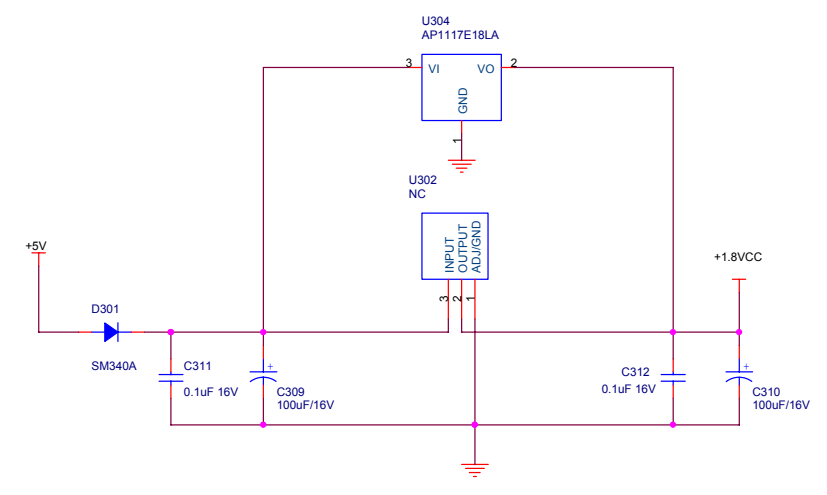 U304
AP1117E18LA
3
VI
VO
2
GND
1
U302
NC
INPUT
OUTPUT
ADJ/GND
3
2
1
+5V
+1.8VCC
D301
SM340A
C311
0.1uF 16V
+
C309
100uF/16V
C312
0.1uF 16V
+
C310
100uF/16V